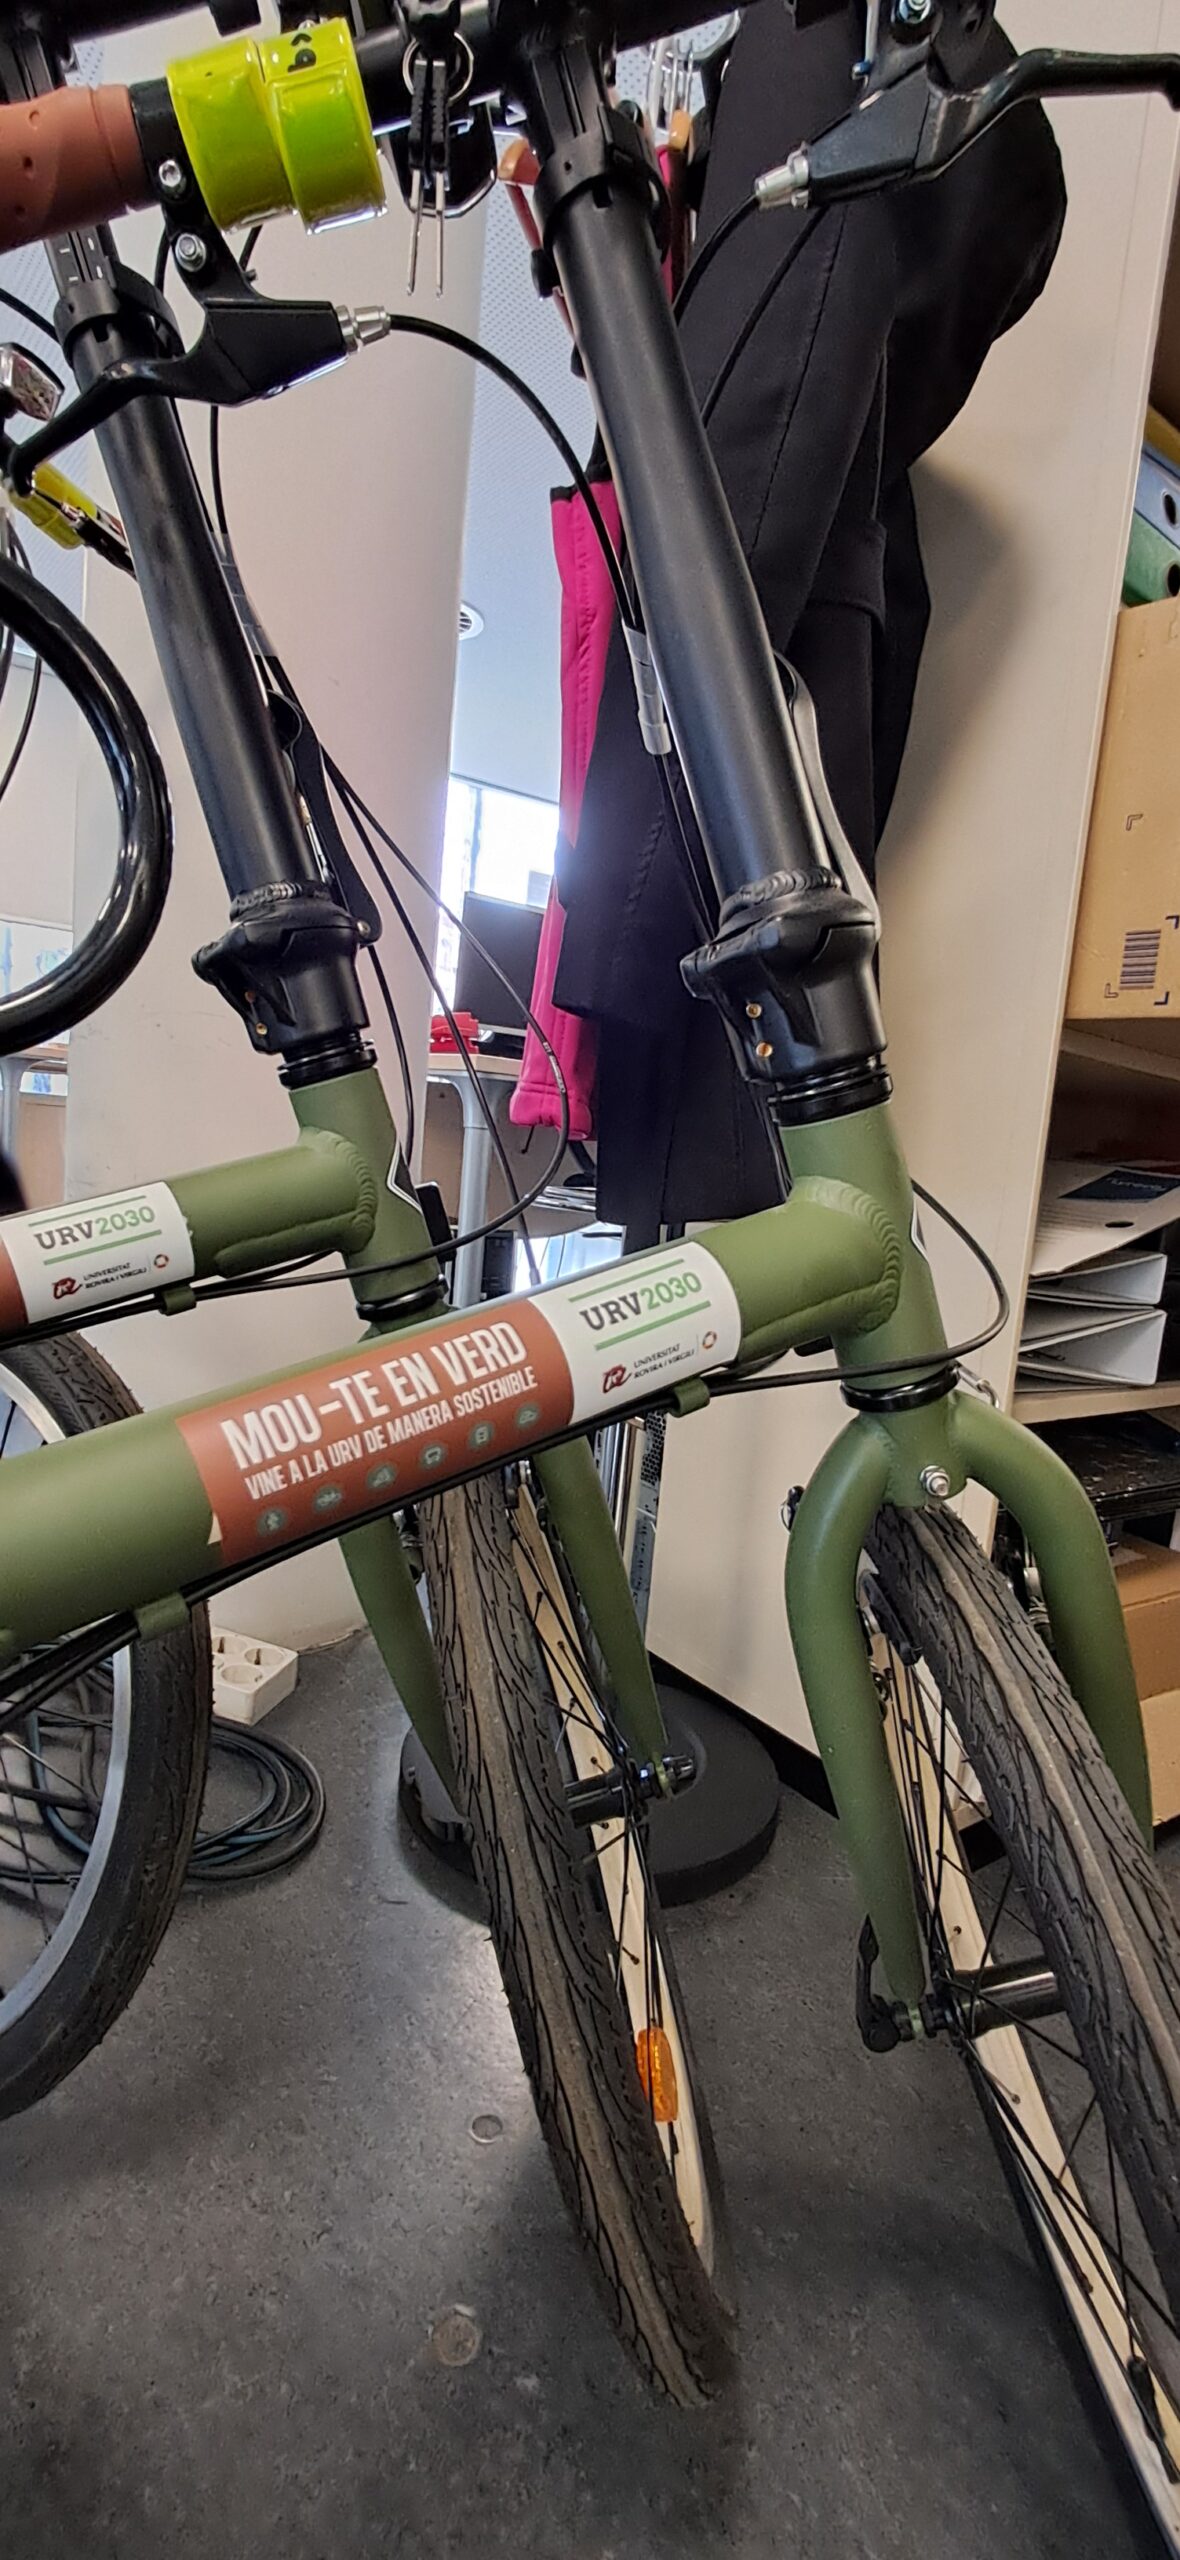 URV2030
UNIVERSITAT
ROVIRA I VIRGILI
MOU-TE EN VERD
VINE A LA URV DE MANERA SOSTENIBLE
URV2030
UNIVERSITAT
ROVIRA I VIRGILI